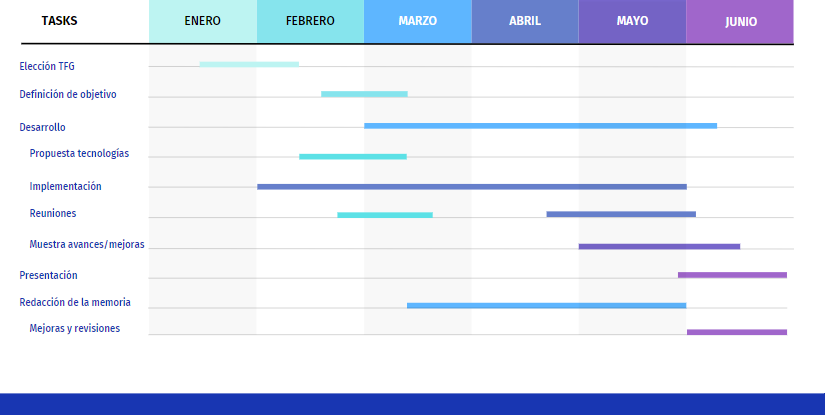 TASKS ENERO FEBRERO MARZO ABRIL MAYO JUNIO
Elección TFG
Definición de objetivo
Desarrollo
Propuesta tecnologías
Implementación
Reuniones
Muestra avances/mejoras
Presentación
Redacción de la memoria
Mejoras y revisiones